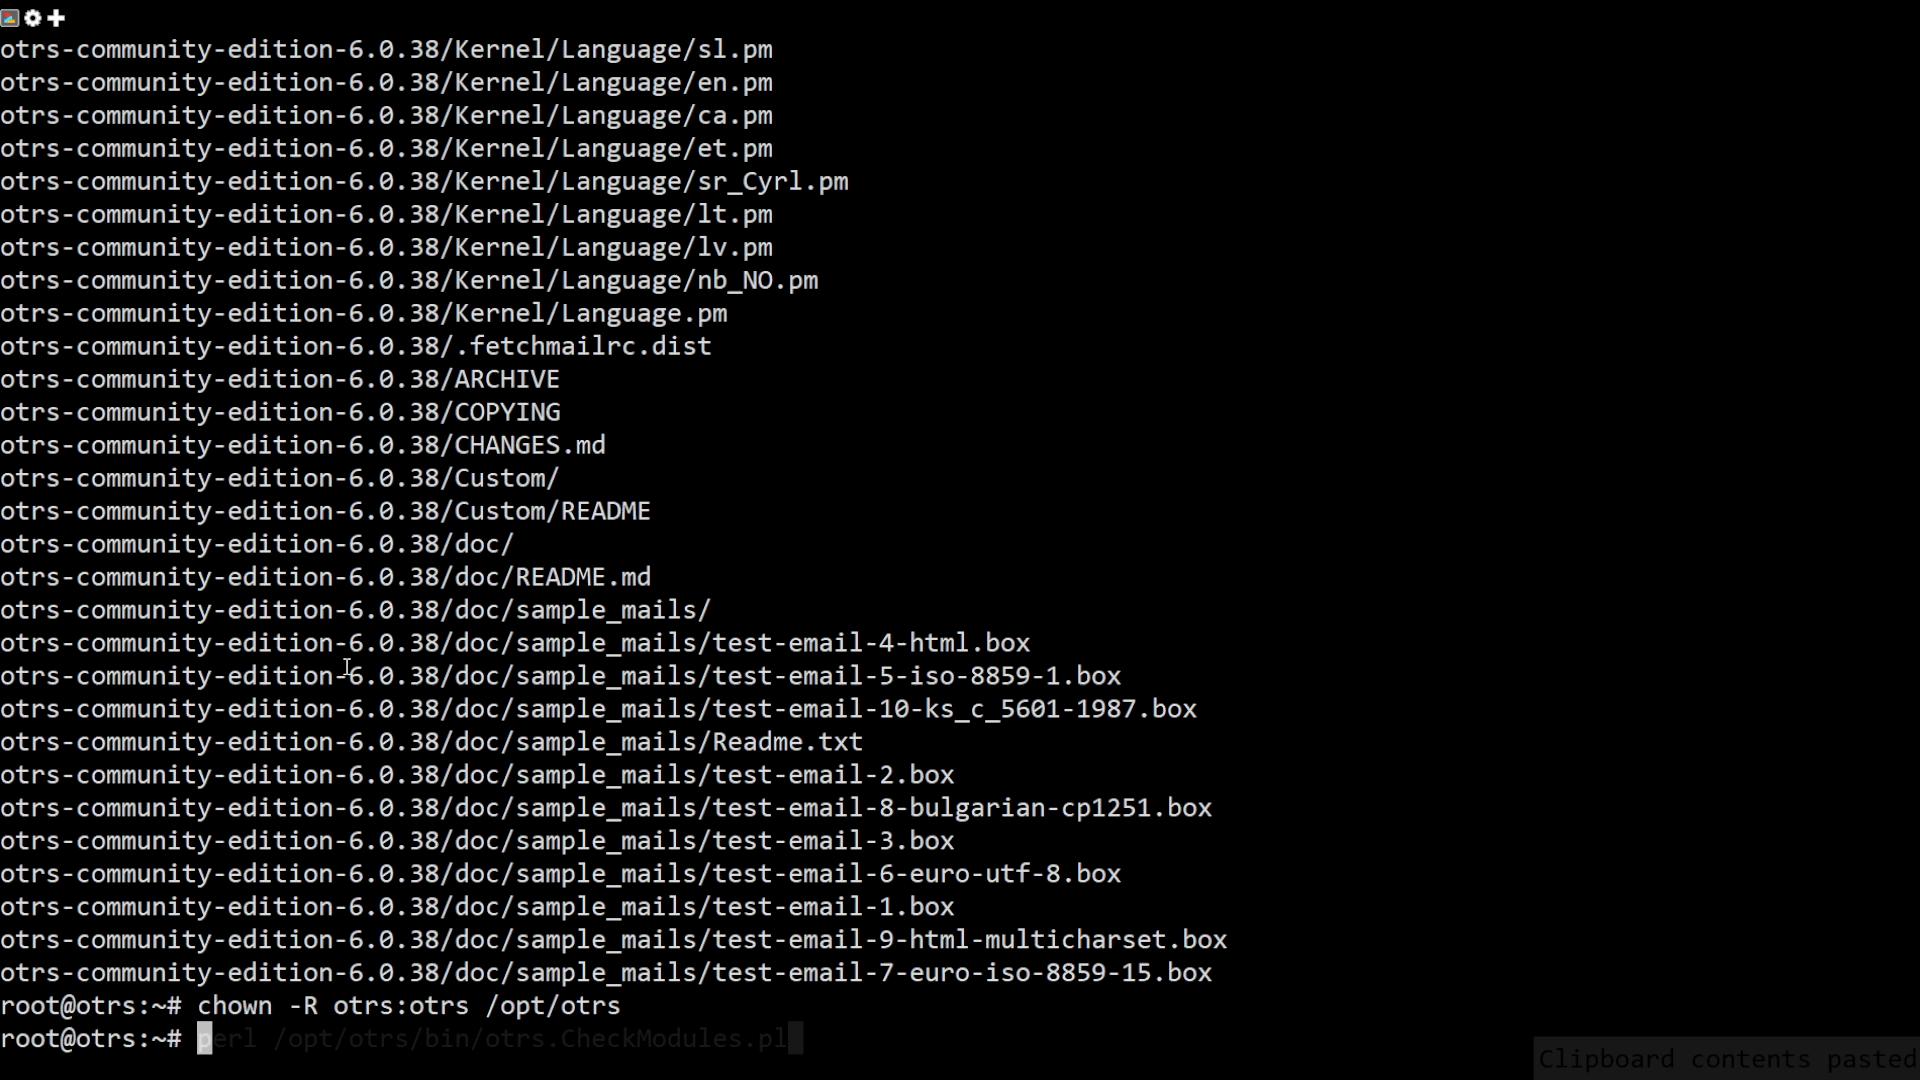 otrs-community-edition-6.0.38/Kernel/Language/sl.pm
otrs-community-edition-6.0.38/Kernel/Language/en.pm
otrs-community-edition-6.0.38/Kernel/Language/ca.pm
otrs-community-edition-6.0.38/Kernel/Language/et.pm
otrs-community-edition-6.0.38/Kernel/Language/sr_Cyrl.pm
otrs-community-edition-6.0.38/Kernel/Language/lt.pm
otrs-community-edition-6.0.38/Kernel/Language/lv.pm
otrs-community-edition-6.0.38/Kernel/Language/nb_NO.pm
otrs-community-edition-6.0.38/Kernel/Language.pm
otrs-community-edition-6.0.38/.fetchmailrc.dist
otrs-community-edition-6.0.38/ARCHIVE
otrs-community-edition-6.0.38/COPYING
otrs-community-edition-6.0.38/CHANGES.md
otrs-community-edition-6.0.38/Custom/
otrs-community-edition-6.0.38/Custom/README
otrs-community-edition-6.0.38/doc/
otrs-community-edition-6.0.38/doc/README.md
otrs-community-edition-6.0.38/doc/sample_mails/
otrs-community-edition-6.0.38/doc/sample_mails/test-email-4-html.box
otrs-community-edition-6.0.38/doc/sample_mails/test-email-5-iso-8859-1.box
otrs-community-edition-6.0.38/doc/sample_mails/test-email-10-ks_c_5601-1987.box
otrs-community-edition-6.0.38/doc/sample_mails/Readme.txt
otrs-community-edition-6.0.38/doc/sample_mails/test-email-2.box
otrs-community-edition-6.0.38/doc/sample_mails/test-email-8-bulgarian-cp1251.box
otrs-community-edition-6.0.38/doc/sample_mails/test-email-3.box
otrs-community-edition-6.0.38/doc/sample_mails/test-email-6-euro-utf-8.box
otrs-community-edition-6.0.38/doc/sample_mails/test-email-1.box
otrs-community-edition-6.0.38/doc/sample_mails/test-email-9-html-multicharset.box
otrs-community-edition-6.0.38/doc/sample_mails/test-email-7-euro-iso-8859-15.box
root@otrs:~# chown -R otrs:otrs /opt/otrs
root@otrs:~# perl /opt/otrs/bin/otrs.CheckModules.pl
Clipboard contents pasted